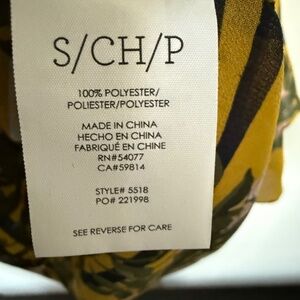 S/CH/P
100% POLYESTER/
POLIESTER/POLYESTER
MADE IN CHINA
HECHO EN CHINA
FABRIQUÉ EN CHINE
RN#54077
CA#59814
STYLE# 5518
PO# 221998
SEE REVERSE FOR CARE